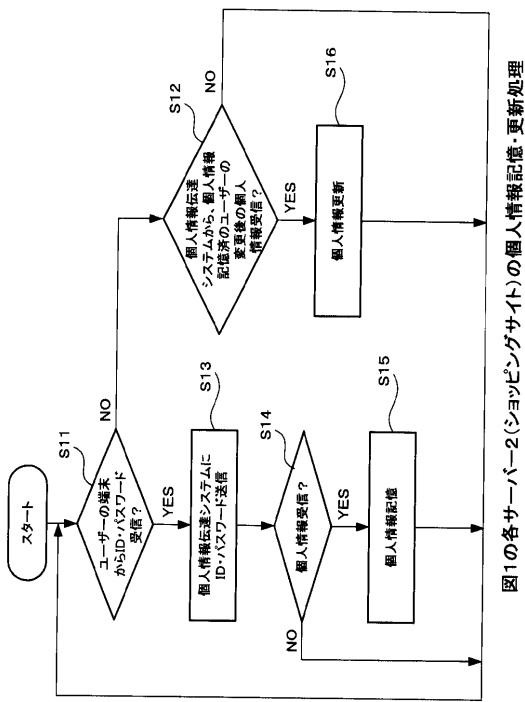 スタート
S11
ユーザーの端末
からID・パスワード
受信？
NO
YES
S13
個人情報伝達システムに
ID・パスワード送信
S14
個人情報受信？
NO
YES
S15
個人情報記憶
S12
個人情報伝達
システムから、個人情報
記憶済のユーザーの
変更後の個人
情報受信？
NO
YES
S16
個人情報更新
図１の各サーバー２（ショッピングサイト）の個人情報記憶・更新処理